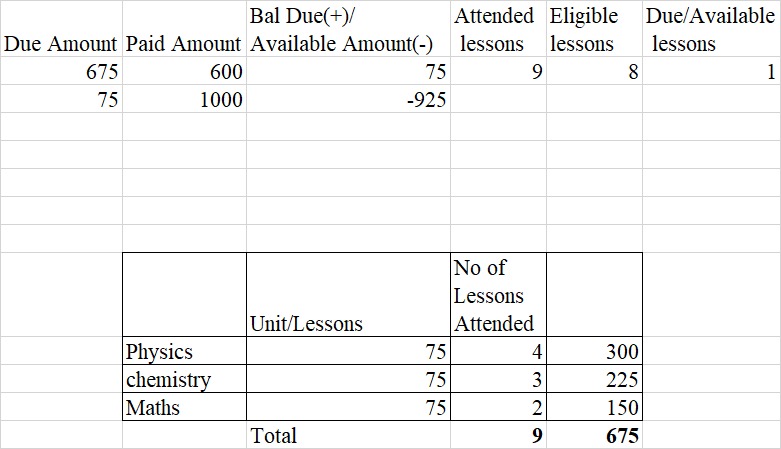 Due Amount Paid Amount Bal Due(+)/ Available Amount(-) Attended lessons Eligible lessons Due/Available lessons
675 600 75 9 8 1
75 1000 -925
Unit/Lessons No of Lessons Attended
Physics 75 4 300
chemistry 75 3 225
Maths 75 2 150
Total 9 675